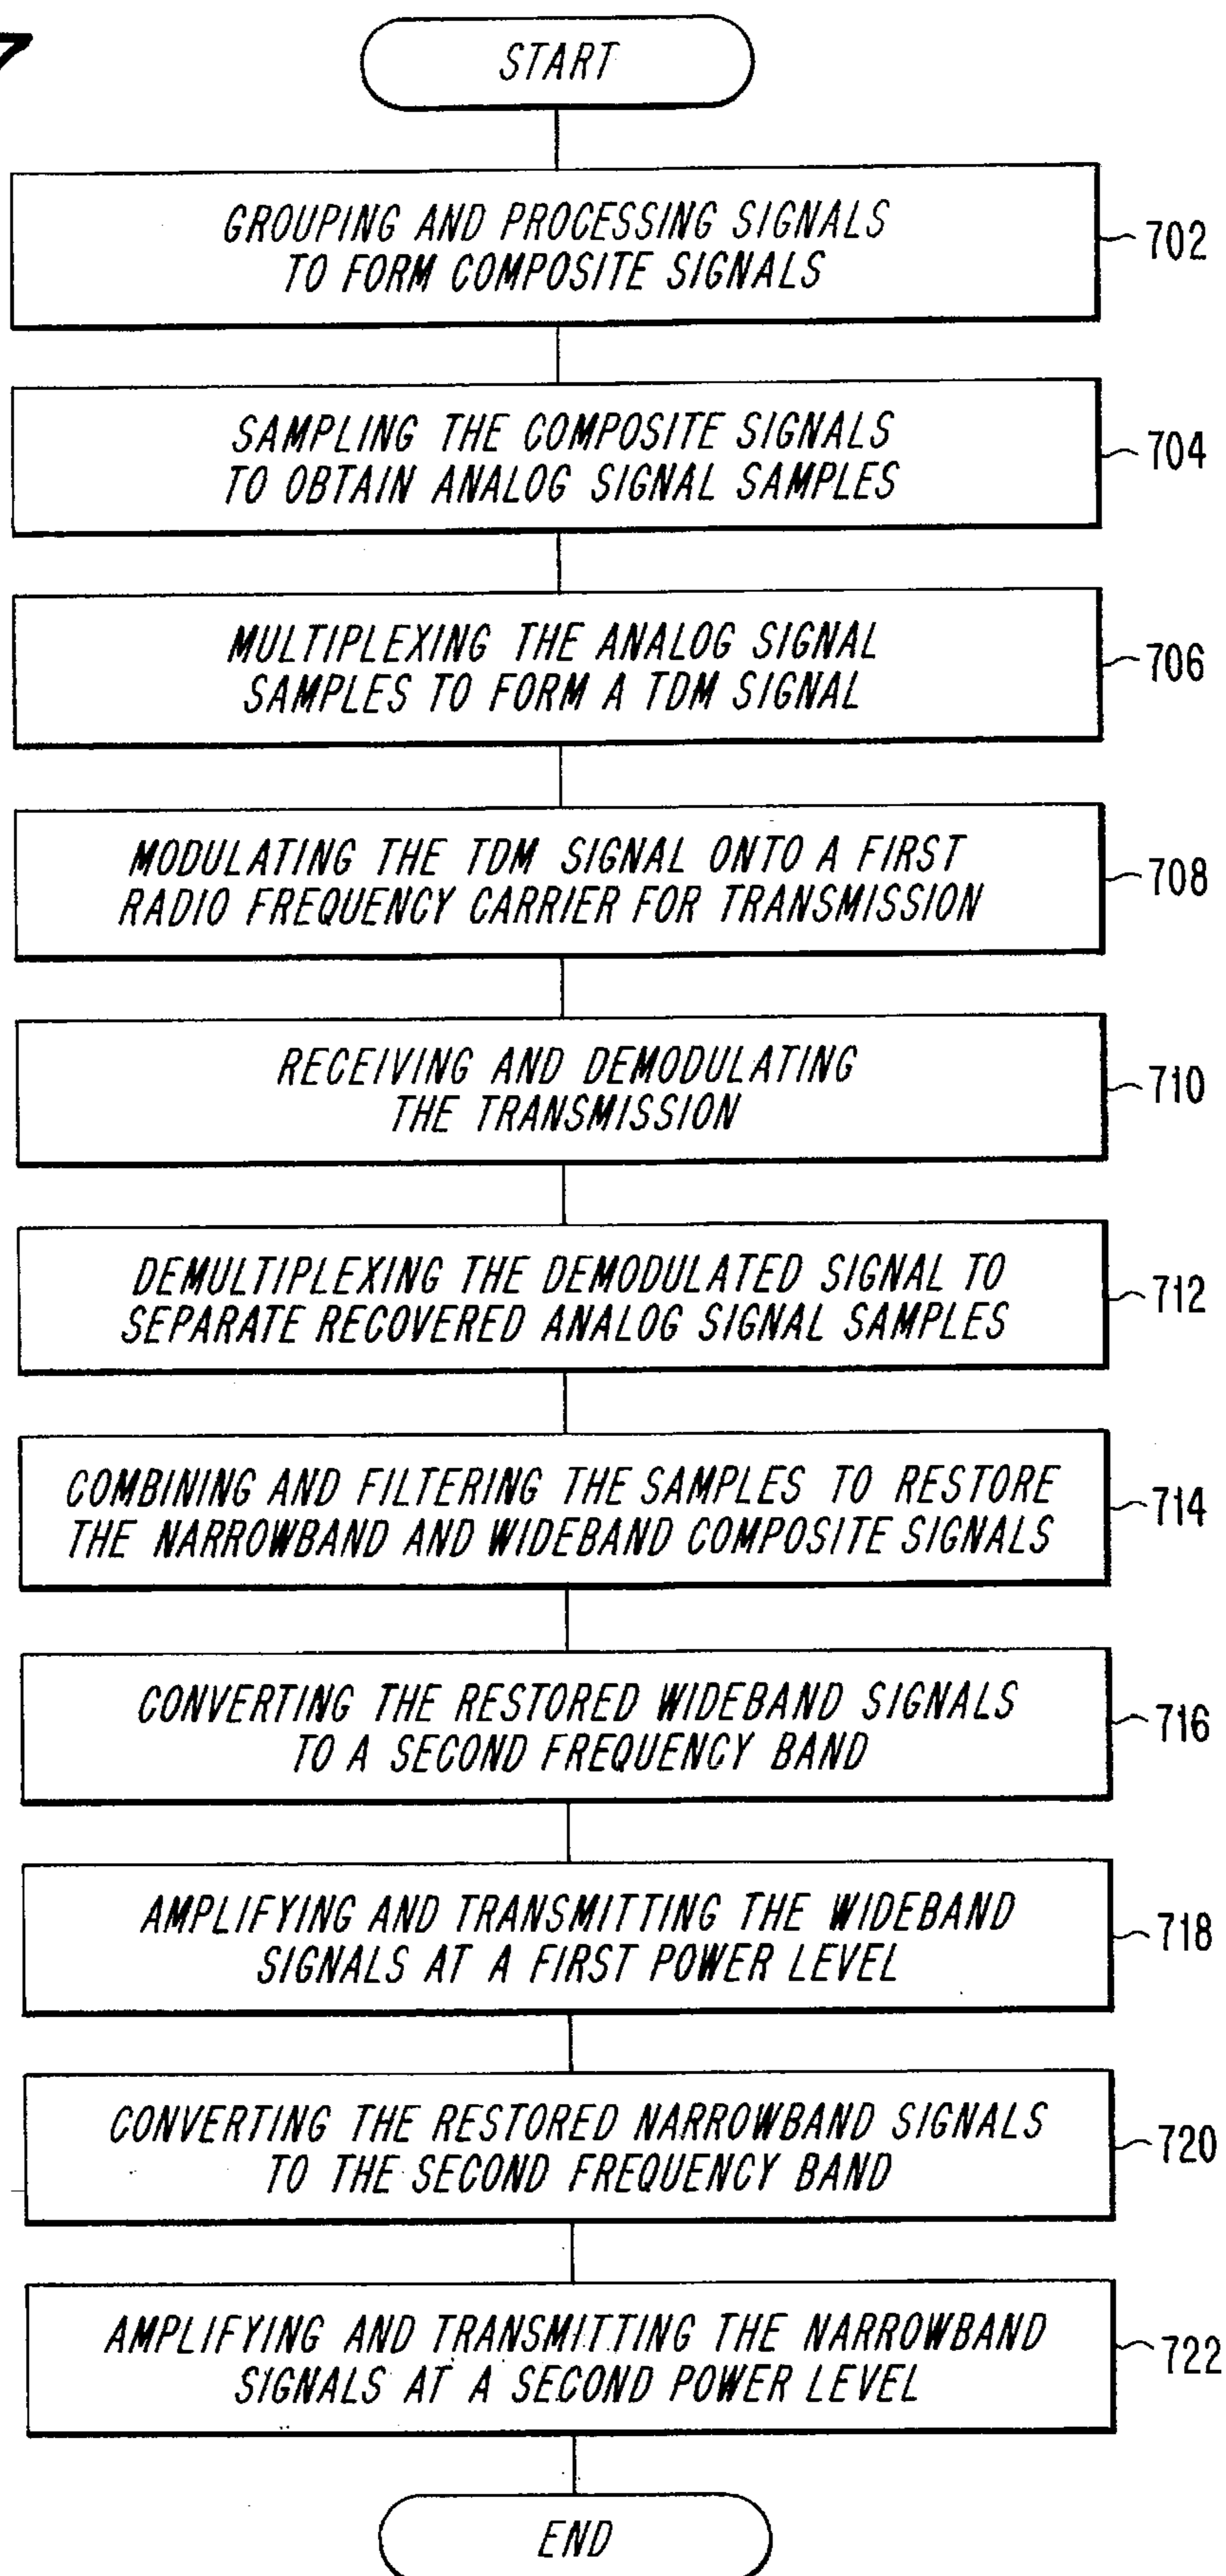 7
START
GROUPING AND PROCESSING SIGNALS
TO FORM COMPOSITE SIGNALS
702
SAMPLING THE COMPOSITE SIGNALS
TO OBTAIN ANALOG SIGNAL SAMPLES
704
MULTIPLEXING THE ANALOG SIGNAL
SAMPLES TO FORM A TDM SIGNAL
706
MODULATING THE TDM SIGNAL ONTO A FIRST
RADIO FREQUENCY CARRIER FOR TRANSMISSION
708
RECEIVING AND DEMODULATING
THE TRANSMISSION
710
DEMULTIPLEXING THE DEMODULATED SIGNAL TO
SEPARATE RECOVERED ANALOG SIGNAL SAMPLES
712
COMBINING AND FILTERING THE SAMPLES TO RESTORE
THE NARROWBAND AND WIDEBAND COMPOSITE SIGNALS
714
CONVERTING THE RESTORED WIDEBAND SIGNALS
TO A SECOND FREQUENCY BAND
716
AMPLIFYING AND TRANSMITTING THE WIDEBAND
SIGNALS AT A FIRST POWER LEVEL
718
CONVERTING THE RESTORED NARROWBAND SIGNALS
TO THE SECOND FREQUENCY BAND
720
AMPLIFYING AND TRANSMITTING THE NARROWBAND
SIGNALS AT A SECOND POWER LEVEL
722
END